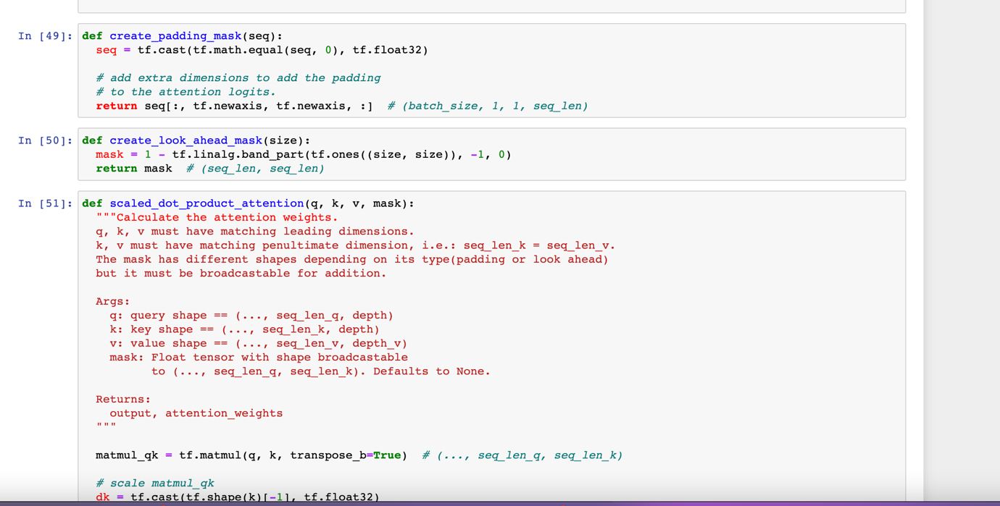 In [49]: def create_padding_mask(seq):
seq = tf.cast(tf.math.equal(seq, 0), tf.float32)
# add extra dimensions to add the padding
# to the attention logits.
return seq[:, tf.newaxis, tf.newaxis, :]  # (batch_size, 1, 1, seq_len)
In [50]: def create_look_ahead_mask(size):
mask = 1 - tf.linalg.band_part(tf.ones((size, size)), -1, 0)
return mask  # (seq_len, seq_len)
In [51]: def scaled_dot_product_attention(q, k, v, mask):
"""Calculate the attention weights.
q, k, v must have matching leading dimensions.
k, v must have matching penultimate dimension, i.e.: seq_len_k = seq_len_v.
The mask has different shapes depending on its type(padding or look ahead)
but it must be broadcastable for addition.
Args:
q: query shape == (..., seq_len_q, depth)
k: key shape == (..., seq_len_k, depth)
v: value shape == (..., seq_len_v, depth_v)
mask: Float tensor with shape broadcastable
to (..., seq_len_q, seq_len_k). Defaults to None.
Returns:
output, attention_weights
"""
matmul_qk = tf.matmul(q, k, transpose_b=True)  # (..., seq_len_q, seq_len_k)
# scale matmul_qk
dk = tf.cast(tf.shape(k)[-1], tf.float32)